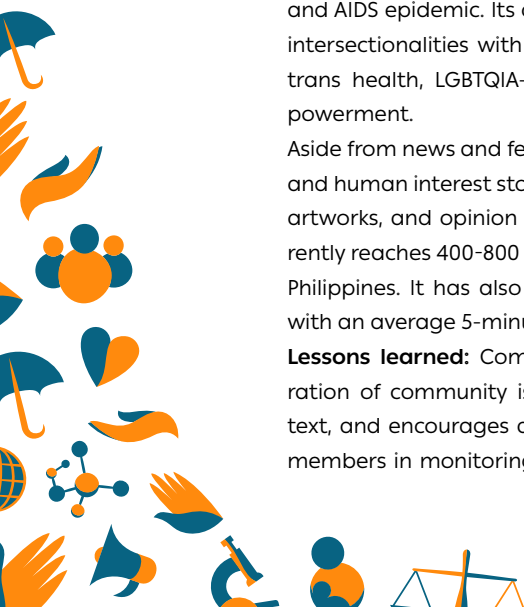 and AIDS epidemic. Its
intersectionalities with
trans health, LGBTQIA-
powerment.
Aside from news and fe
and human interest sto
artworks, and opinion
rently reaches 400-800
Philippines. It has also
with an average 5-minu
Lessons learned: Com
ration of community is
text, and encourages
members in monitoring